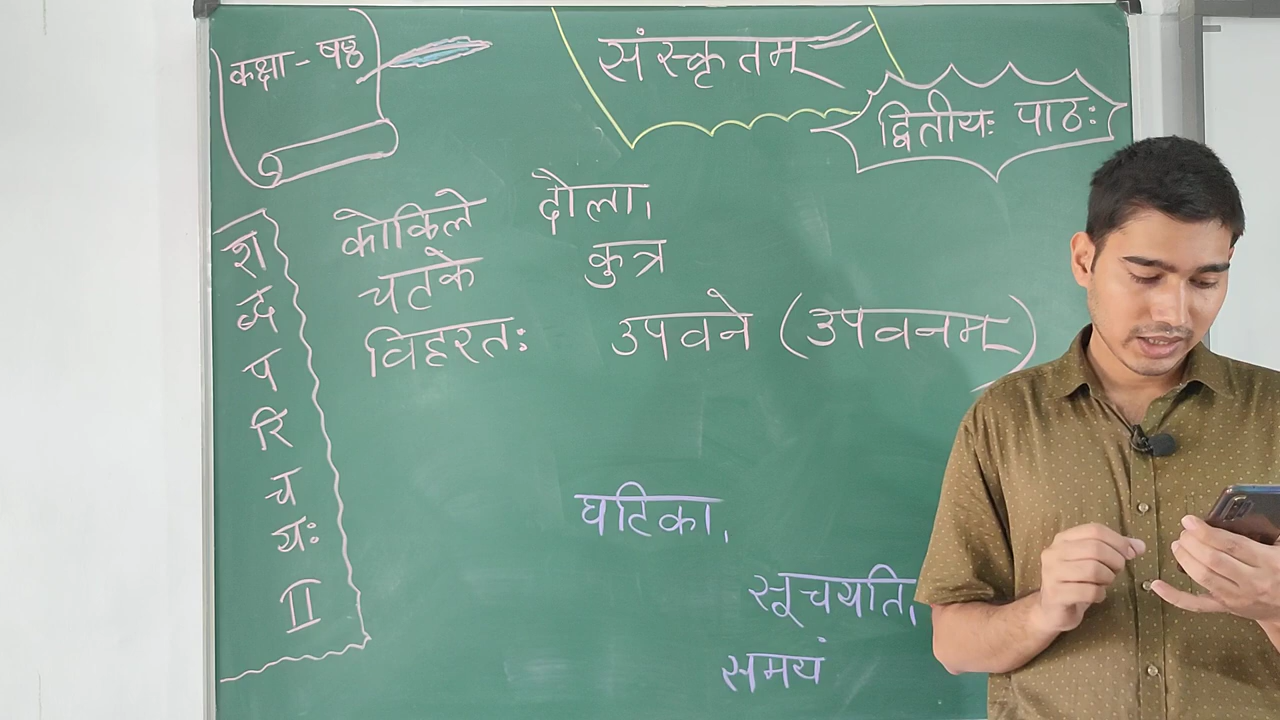 कक्षा - षष्ठ
संस्कृतम्
द्वितीयः पाठः
श
ब्द
प
रि
च
यः
II
कोकिले दोला।
चटके कुत्र
विहरतः उपवने (उपवनम्)
घटिका,
सूचयति,
समयं